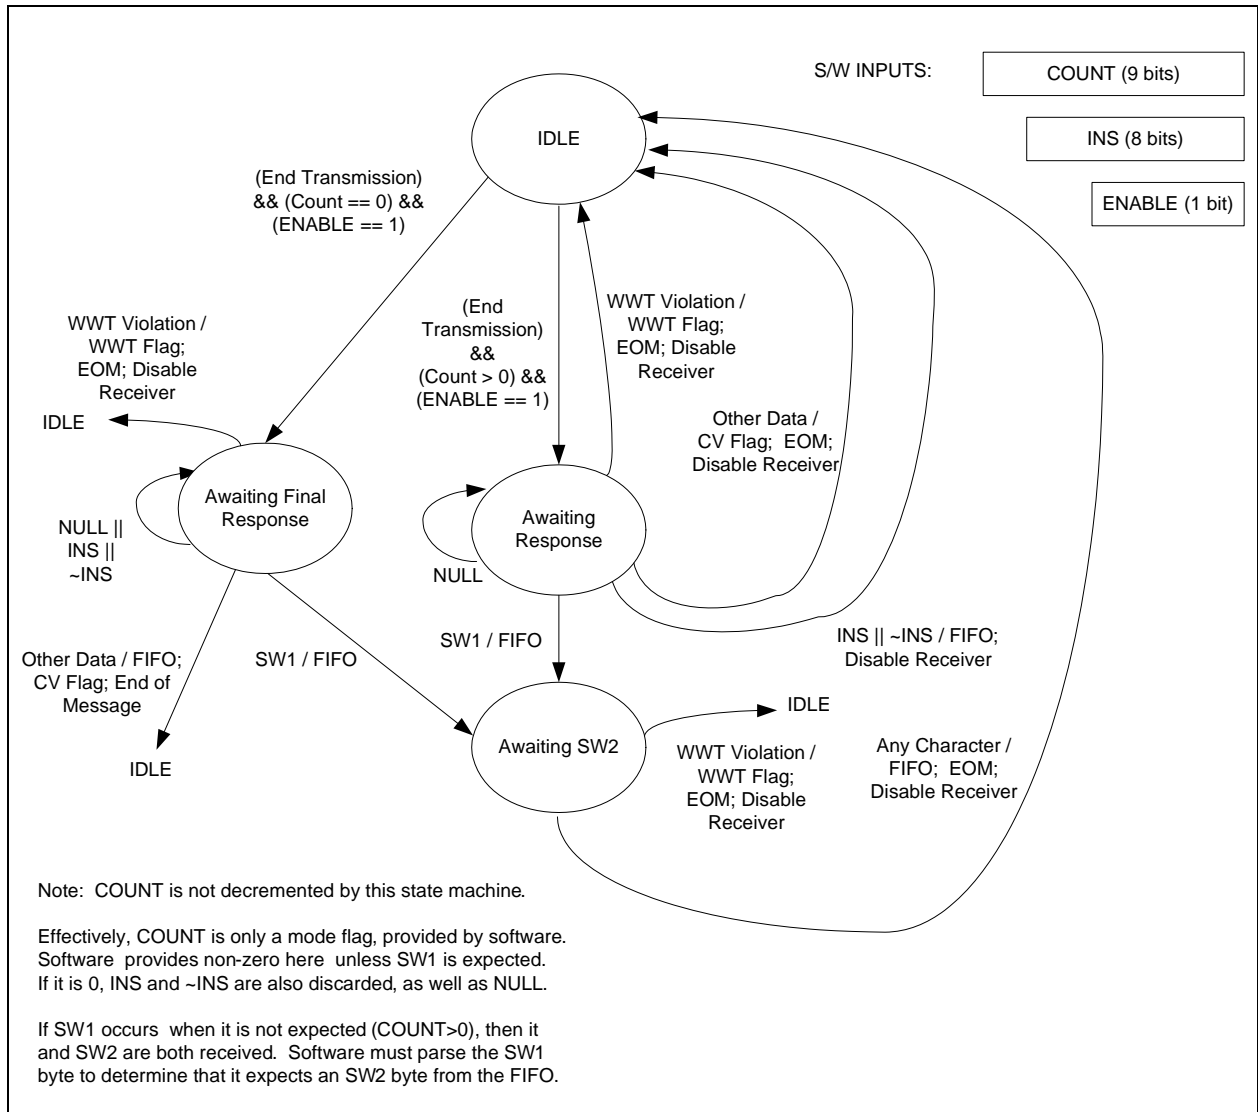 S/W INPUTS:
COUNT (9 bits)
INS (8 bits)
ENABLE (1 bit)
IDLE
(End Transmission)
&& (Count == 0) &&
(ENABLE == 1)
(End
Transmission)
&&
(Count > 0) &&
(ENABLE == 1)
WWT Violation /
WWT Flag;
EOM; Disable
Receiver
WWT Violation /
WWT Flag;
EOM; Disable
Receiver
IDLE
Other Data /
CV Flag; EOM;
Disable Receiver
Awaiting Final
Response
NULL ||
INS ||
~INS
Awaiting
Response
NULL
Other Data / FIFO;
CV Flag; End of
Message
SW1 / FIFO
SW1 / FIFO
INS || ~INS / FIFO;
Disable Receiver
IDLE
Awaiting SW2
IDLE
WWT Violation /
WWT Flag;
EOM; Disable
Receiver
Any Character /
FIFO; EOM;
Disable Receiver
Note: COUNT is not decremented by this state machine.
Effectively, COUNT is only a mode flag, provided by software.
Software provides non-zero here unless SW1 is expected.
If it is 0, INS and ~INS are also discarded, as well as NULL.
If SW1 occurs when it is not expected (COUNT>0), then it
and SW2 are both received. Software must parse the SW1
byte to determine that it expects an SW2 byte from the FIFO.